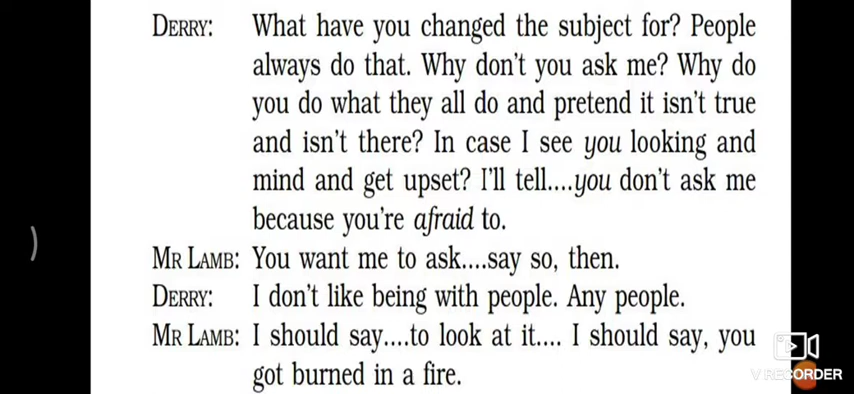 DERRY: What have you changed the subject for? People
always do that. Why don't you ask me? Why do
you do what they all do and pretend it isn't true
and isn't there? In case I see you looking and
mind and get upset? I'll tell....you don't ask me
because you're afraid to.
MR LAMB: You want me to ask....say so, then.
DERRY: I don't like being with people. Any people.
MR LAMB: I should say....to look at it.... I should say, you
got burned in a fire.
V RECORDER